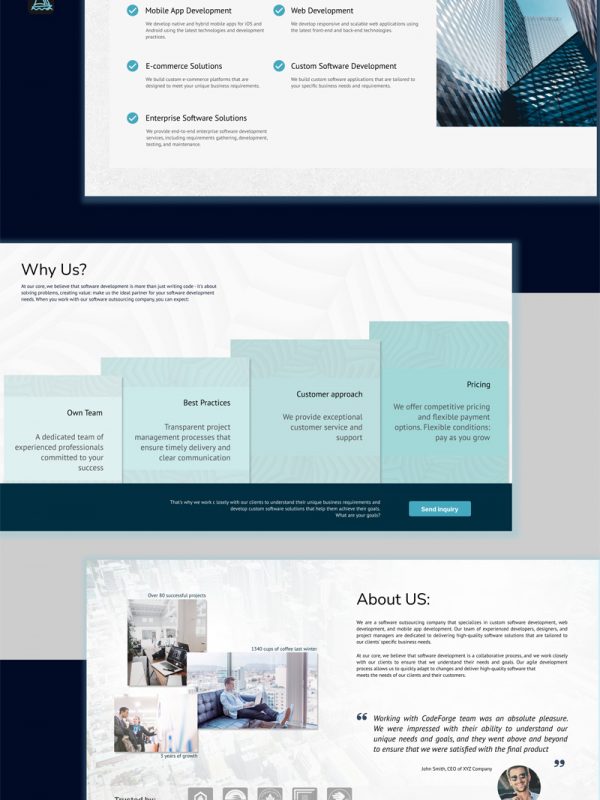 Mobile App Development
We develop native and hybrid mobile apps for iOS and
Android using the latest technologies and development
practices.
Web Development
We develop responsive and scalable web applications using
the latest front-end and back-end technologies.
E-commerce Solutions
We build custom e-commerce platforms that are
designed to meet your unique business requirements.
Custom Software Development
We build custom software applications that are tailored to
your specific business needs and requirements.
Enterprise Software Solutions
We provide end-to-end enterprise software development
services, including requirements gathering, development,
testing, and maintenance.
Why Us?
At our core, we believe that software development is more than just writing code - it's about
solving problems, creating value: make us the ideal partner for your software development
needs. When you work with our software outsourcing company, you can expect:
Own Team
A dedicated team of
experienced professionals
committed to your
success
Best Practices
Transparent project
management processes that
ensure timely delivery and
clear communication
Customer approach
We provide exceptional
customer service and
support
Pricing
We offer competitive pricing
and flexible payment
options. Flexible conditions:
pay as you grow
That's why we work c losely with our clients to understand their unique business requirements and
develop custom software solutions that help them achieve their goals.
What are your goals?
Send Inquiry
Over 80 successful projects
1340 cups of coffee last winter
5 years of growth
About US:
We are a software outsourcing company that specializes in custom software development, web
development, and mobile app development. Our team of experienced developers, designers, and
project managers are dedicated to delivering high-quality software solutions that are tailored to
our clients' specific business needs.
At our core, we believe that software development is a collaborative process, and we work closely
with our clients to ensure that we understand their needs and goals. Our agile development
process allows us to quickly adapt to changes and deliver high-quality software that
meets the needs of our clients and their customers.
Working with CodeForge team was an absolute pleasure.
We were impressed with their ability to understand our
unique needs and goals, and they went above and beyond
to ensure that we were satisfied with the final product
John Smith, CEO of XYZ Company
Trusted by: